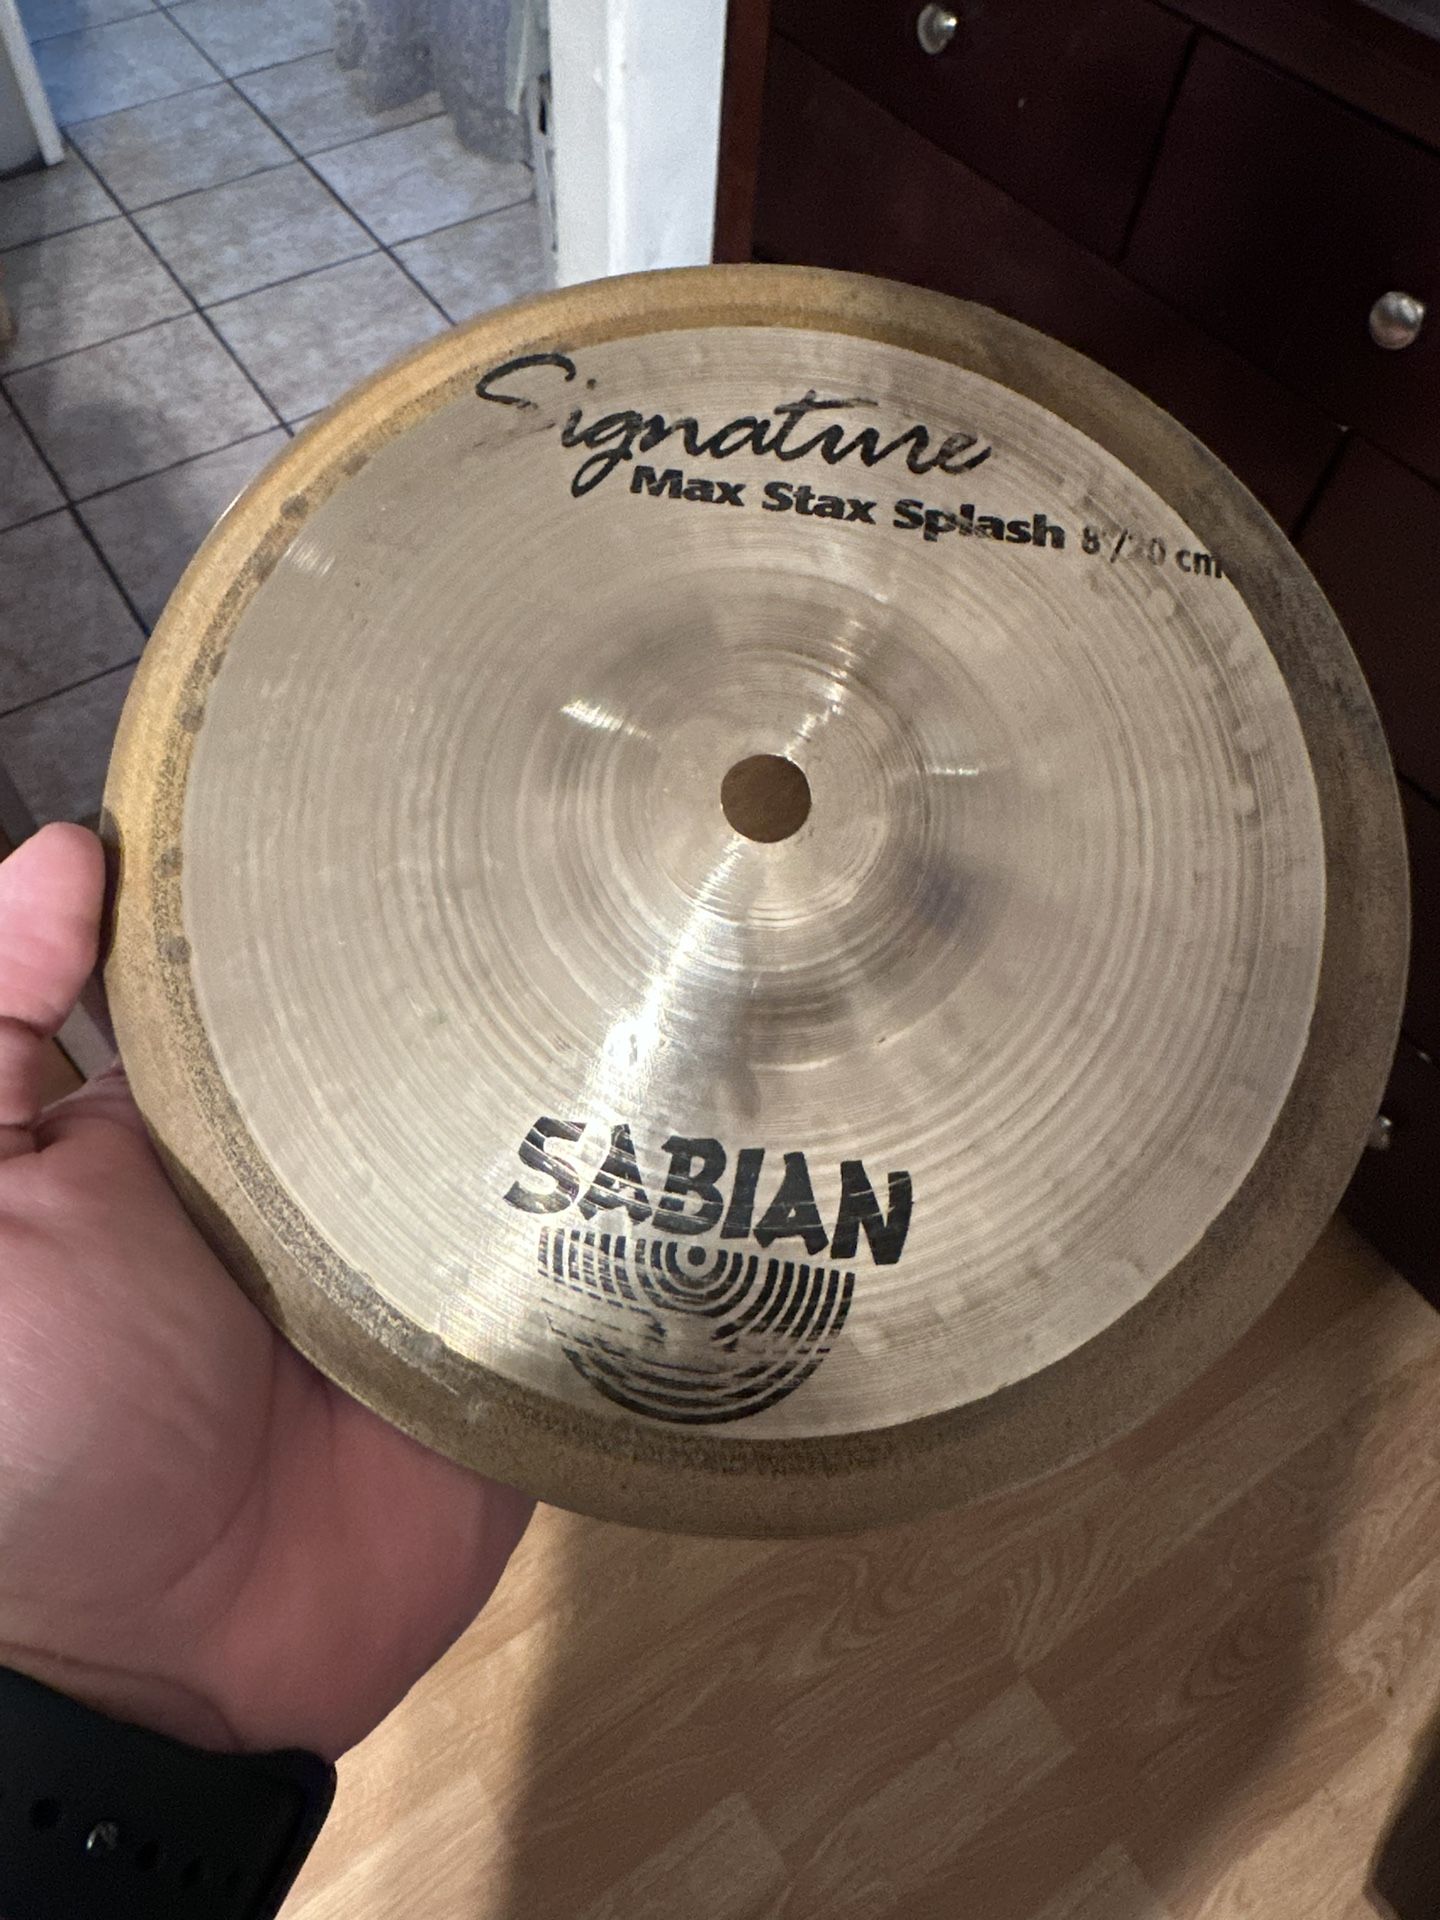 Signature
Max Stax Splash 8"/20 cm
SABIAN